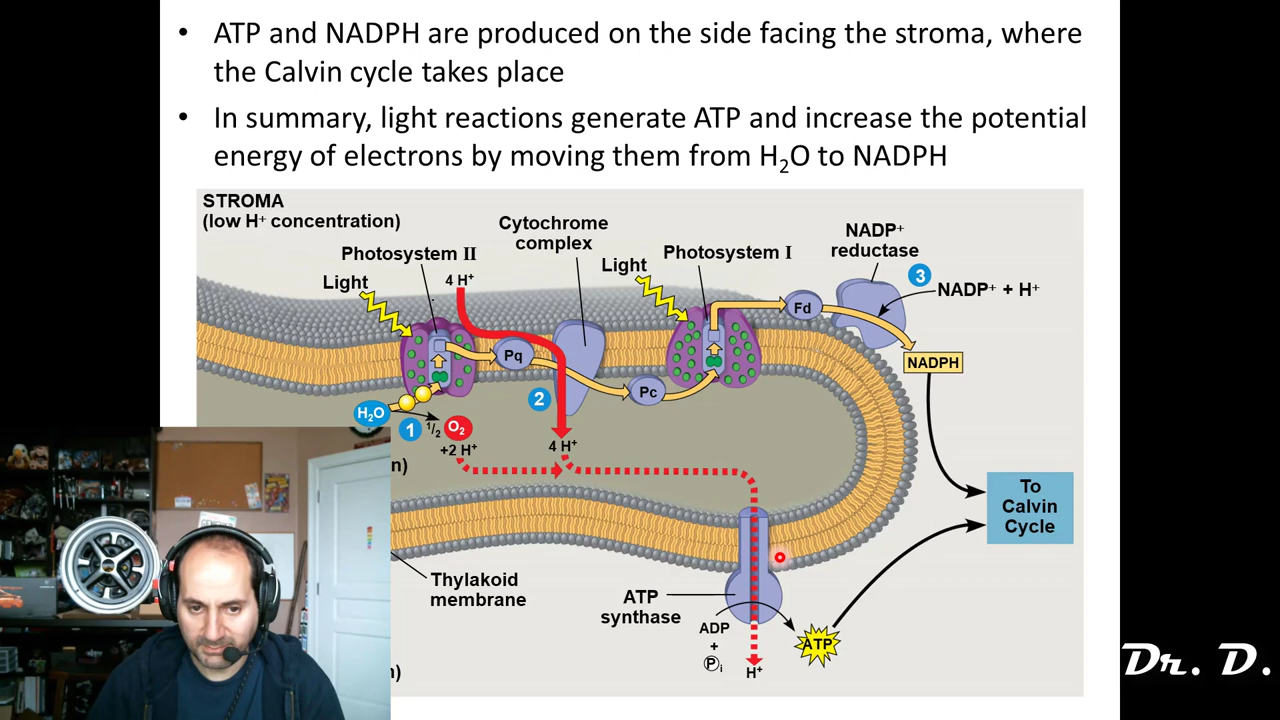 • ATP and NADPH are produced on the side facing the stroma, where
the Calvin cycle takes place
• In summary, light reactions generate ATP and increase the potential
energy of electrons by moving them from H₂O to NADPH
STROMA
(low H⁺ concentration)
Cytochrome
complex
NADP⁺
reductase
Photosystem II
Photosystem I
Light
4 H⁺
Light
3
NADP⁺ + H⁺
Fd
Pq
NADPH
Pc
2
H₂O
1
1/2 O₂
+2 H⁺
4 H⁺
n)
To
Calvin
Cycle
Thylakoid
membrane
ATP
synthase
ADP
+
Pi
ATP
H⁺
n)
Dr. D.